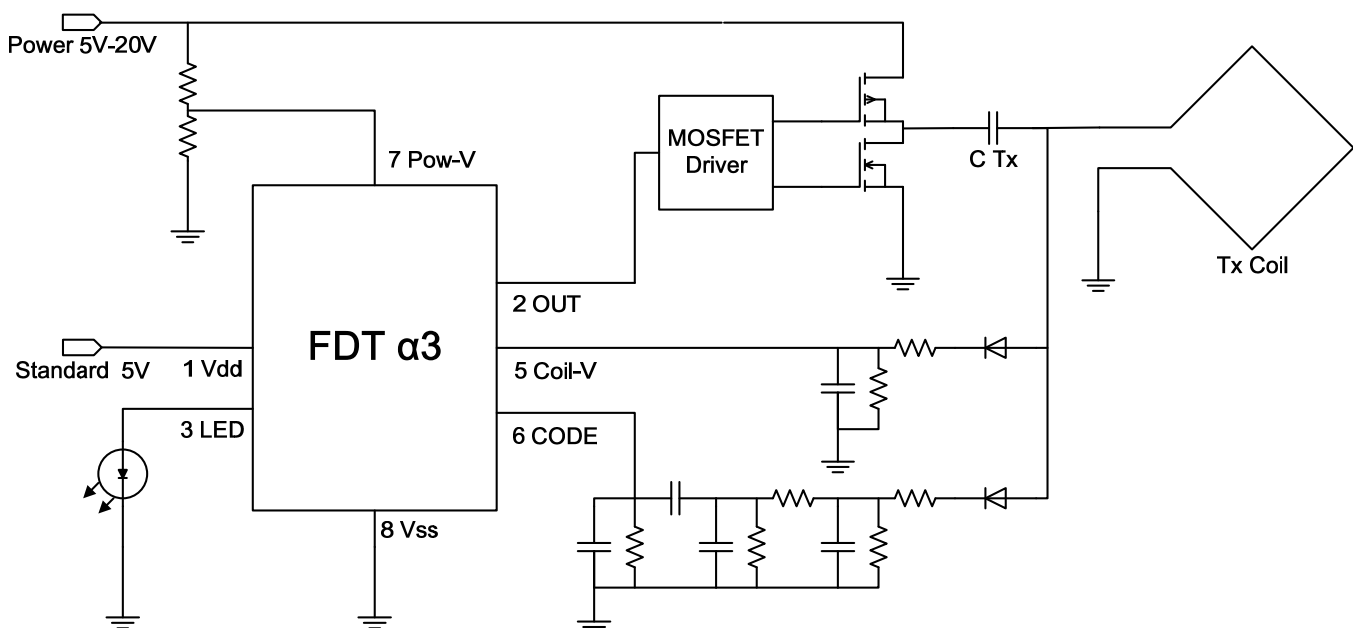 Power 5V-20V
7 Pow-V
MOSFET
Driver
C Tx
Tx Coil
2 OUT
FDT α3
Standard 5V
1 Vdd
5 Coil-V
3 LED
6 CODE
8 Vss